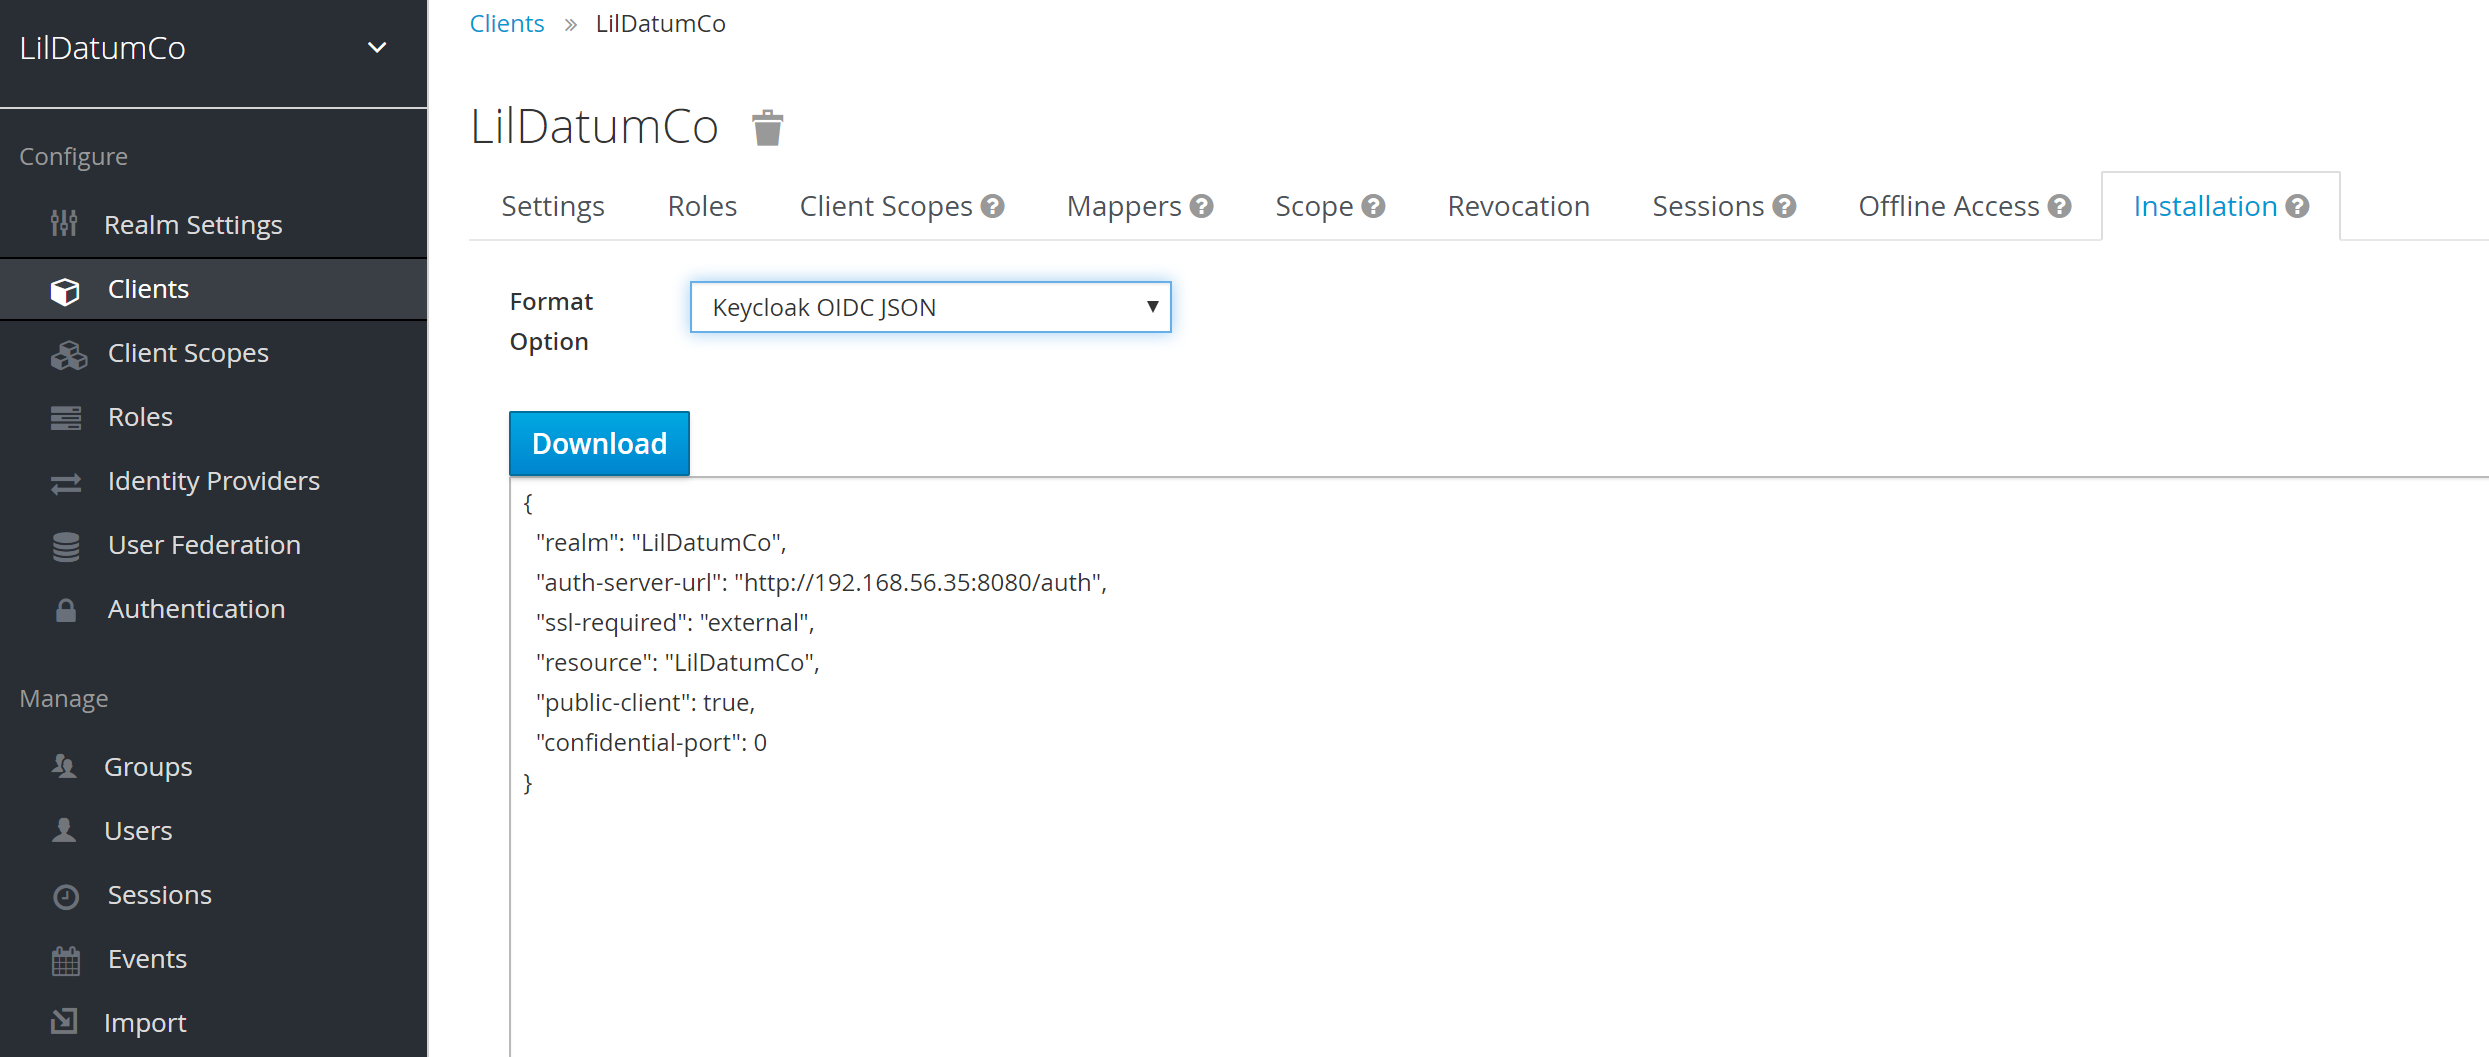 LilDatumCo
Configure
Realm Settings
Clients
Client Scopes
Roles
Identity Providers
User Federation
Authentication
Manage
Groups
Users
Sessions
Events
Import
Clients » LilDatumCo
LilDatumCo
Settings Roles Client Scopes Mappers Scope Revocation Sessions Offline Access Installation
Format
Option
Keycloak OIDC JSON
Download
{
"realm": "LilDatumCo",
"auth-server-url": "http://192.168.56.35:8080/auth",
"ssl-required": "external",
"resource": "LilDatumCo",
"public-client": true,
"confidential-port": 0
}